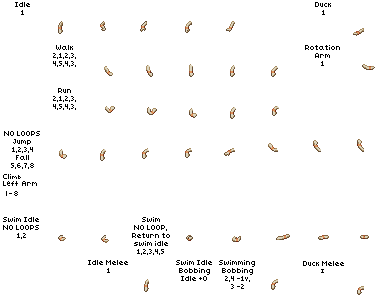 Idle
1
Duck
1
Walk
2,1,2,3,
4,5,4,3,
Rotation
Arm
1
Run
2,1,2,3,
4,5,4,3,
NO LOOPS
Jump
1,2,3,4
Fall
5,6,7,8
Climb
Left Arm
1-8
Swim Idle
NO LOOPS
1,2
Swim
NO LOOP,
Return to
swim idle
1,2,3,4,5
Idle Melee
1
Swim Idle
Bobbing
Idle +0
Swimming
Bobbing
2,4 -1v,
3 -2
Duck Melee
1